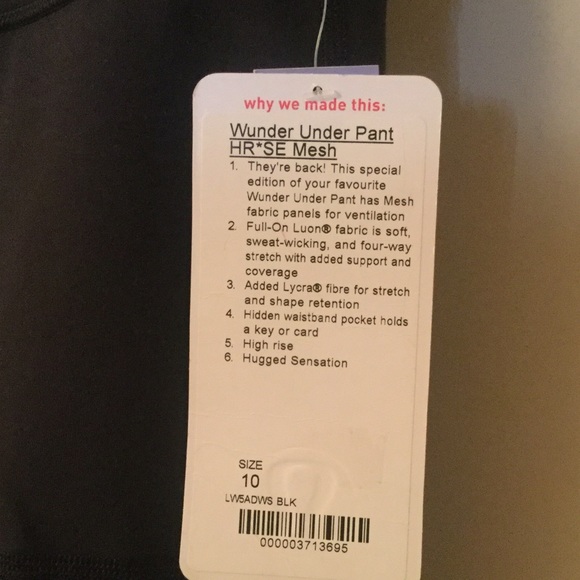 why we made this:
Wunder Under Pant
HR*SE Mesh
1. They're back! This special
edition of your favourite
Wunder Under Pant has Mesh
fabric panels for ventilation
2. Full-On Luon® fabric is soft,
sweat-wicking, and four-way
stretch with added support and
coverage
3. Added Lycra® fibre for stretch
and shape retention
4. Hidden waistband pocket holds
a key or card
5. High rise
6. Hugged Sensation
SIZE
10
LW5ADWS BLK
000003713695